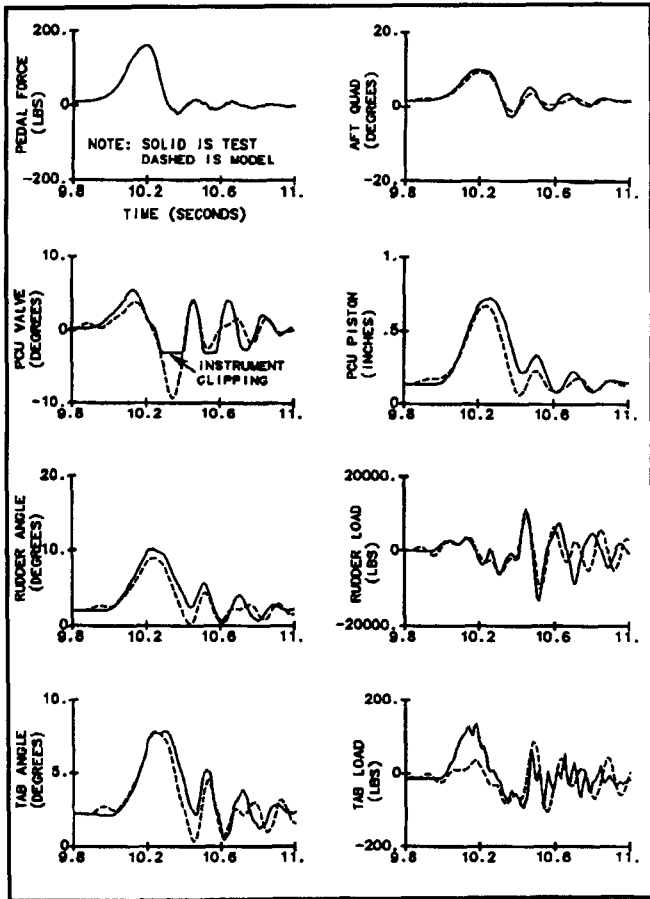 200.
0
-200.
PEDAL FORCE
(LBS)
NOTE: SOLID IS TEST
DASHED IS MODEL
9.8 10.2 10.6 11.
TIME (SECONDS)
20.
0
-20.
AFT QUAD
(DEGREES)
9.8 10.2 10.6 11.
10.
0
-10.
PCU VALVE
(DEGREES)
INSTRUMENT
CLIPPING
9.8 10.2 10.6 11.
1.
.5
0
PCU PISTON
(INCHES)
9.8 10.2 10.6 11.
20.
10.
0
RUDDER ANGLE
(DEGREES)
9.8 10.2 10.6 11.
20000.
0
-20000.
RUDDER LOAD
(LBS)
9.8 10.2 10.6 11.
10.
5.
0
TAB ANGLE
(DEGREES)
9.8 10.2 10.6 11.
200.
0
-200.
TAB LOAD
(LBS)
9.8 10.2 10.6 11.